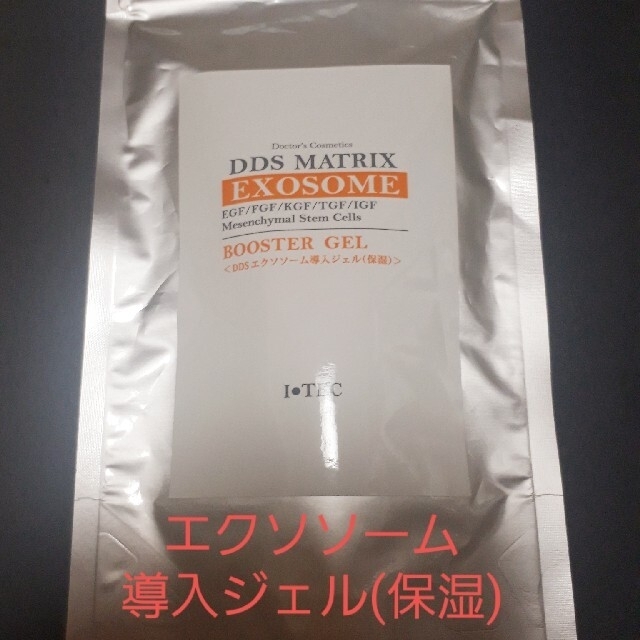 Doctor's Cosmetics
DDS MATRIX
EXOSOME
EGF/FGF/KGF/TGF/IGF
Mesenchymal Stem Cells
BOOSTER GEL
<DDSエクソソーム導入ジェル(保湿)>
I•TEC
エクソソーム
導入ジェル(保湿)